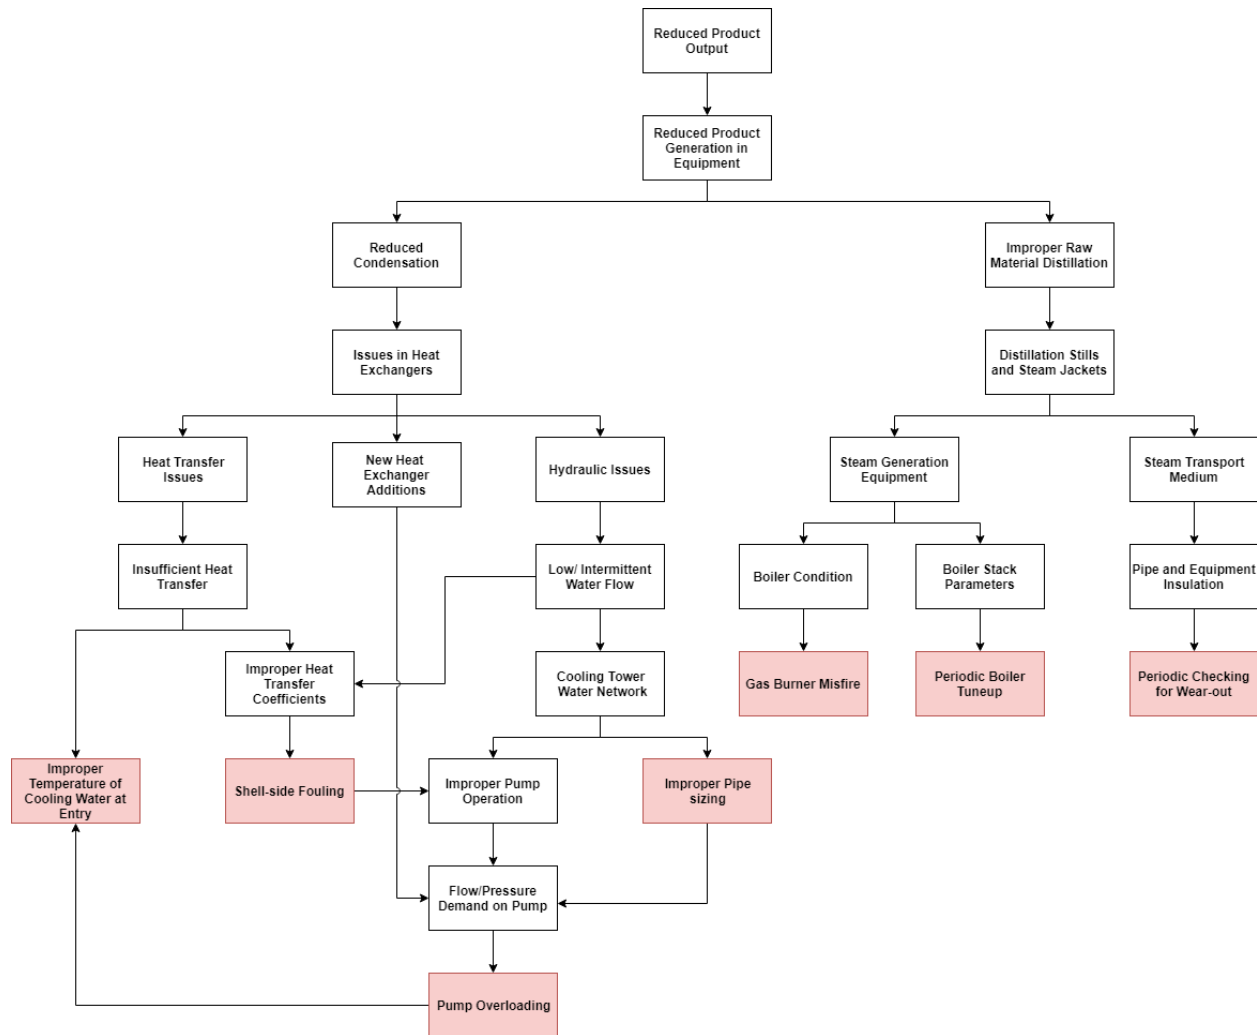 Reduced Product
Output
Reduced Product
Generation in
Equipment
Reduced
Condensation
Improper Raw
Material Distillation
Issues in Heat
Exchangers
Distillation Stills
and Steam Jackets
Heat Transfer
Issues
New Heat
Exchanger
Additions
Hydraulic Issues
Steam Generation
Equipment
Steam Transport
Medium
Insufficient Heat
Transfer
Low/ Intermittent
Water Flow
Boiler Condition
Boiler Stack
Parameters
Pipe and Equipment
Insulation
Improper Heat
Transfer
Coefficients
Cooling Tower
Water Network
Gas Burner Misfire
Periodic Boiler
Tuneup
Periodic Checking
for Wear-out
Improper
Temperature of
Cooling Water at
Entry
Shell-side Fouling
Improper Pump
Operation
Improper Pipe
sizing
Flow/Pressure
Demand on Pump
Pump Overloading